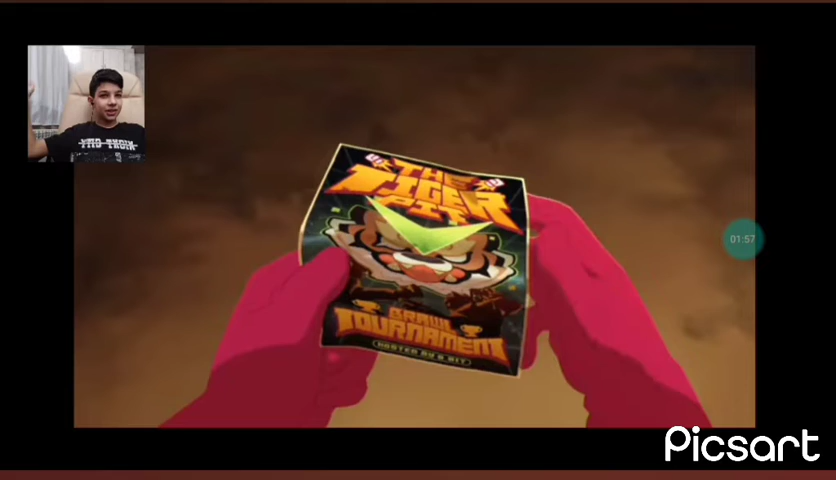 THE
TIGER
PIT
BRAWL
TOURNAMENT
HOSTED BY R-BIT
01:57
Picsart